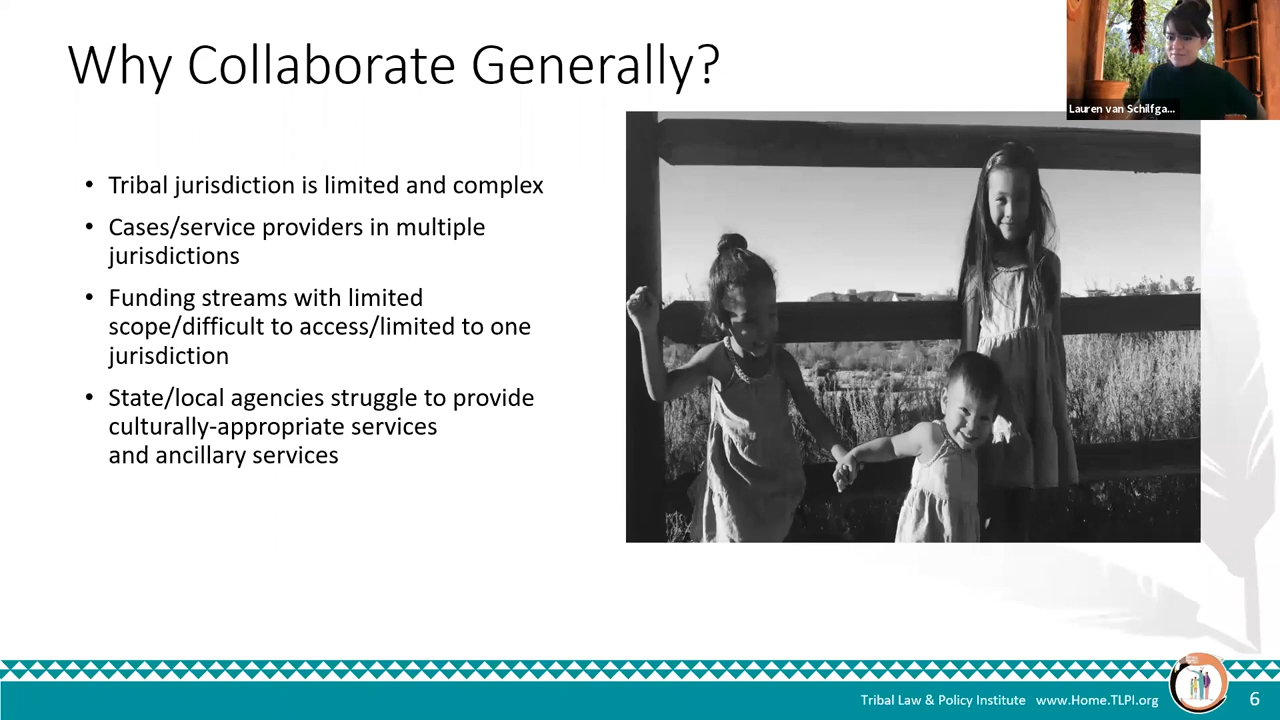 Why Collaborate Generally?
Lauren van Schilfga...
• Tribal jurisdiction is limited and complex
• Cases/service providers in multiple
jurisdictions
• Funding streams with limited
scope/difficult to access/limited to one
jurisdiction
• State/local agencies struggle to provide
culturally-appropriate services
and ancillary services
Tribal Law & Policy Institute www.Home.TLPI.org
6